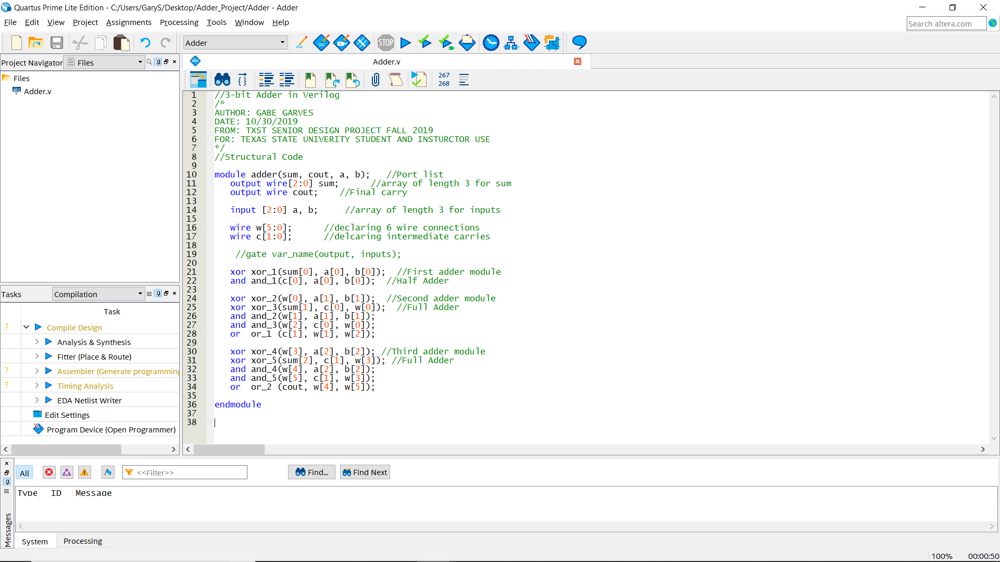 Quartus Prime Lite Edition - C:/Users/GaryS/Desktop/Adder_Project/Adder - Adder
File Edit View Project Assignments Processing Tools Window Help
Search altera.com
Adder
STOP
Project Navigator Files
Adder.v
267
268
Files
Adder.v
1 //3-bit Adder in Verilog
2 /*
3 AUTHOR: GABE GARVES
4 DATE: 10/30/2019
5 FROM: TXST SENIOR DESIGN PROJECT FALL 2019
6 FOR: TEXAS STATE UNIVERITY STUDENT AND INSTURCTOR USE
7 */
8 //Structural Code
9
10 module adder(sum, cout, a, b); //Port list
11 output wire[2:0] sum; //array of length 3 for sum
12 output wire cout; //Final carry
13
14 input [2:0] a, b; //array of length 3 for inputs
15
16 wire w[5:0]; //declaring 6 wire connections
17 wire c[1:0]; //delcaring intermediate carries
18
19 //gate var_name(output, inputs);
20
21 xor xor_1(sum[0], a[0], b[0]); //First adder module
22 and and_1(c[0], a[0], b[0]); //Half Adder
23
24 xor xor_2(w[0], a[1], b[1]); //Second adder module
25 xor xor_3(sum[1], c[0], w[0]); //Full Adder
26 and and_2(w[1], a[1], b[1]);
27 and and_3(w[2], c[0], w[0]);
28 or or_1 (c[1], w[1], w[2]);
29
30 xor xor_4(w[3], a[2], b[2]); //Third adder module
31 xor xor_5(sum[2], c[1], w[3]); //Full Adder
32 and and_4(w[4], a[2], b[2]);
33 and and_5(w[5], c[1], w[3]);
34 or or_2 (cout, w[4], w[5]);
35
36 endmodule
37
38
Tasks Compilation
Task
? Compile Design
Analysis & Synthesis
Fitter (Place & Route)
? Assembler (Generate programming
? Timing Analysis
EDA Netlist Writer
Edit Settings
Program Device (Open Programmer)
All <<Filter>> Find... Find Next
Type ID Message
Messages
System Processing
100% 00:00:50